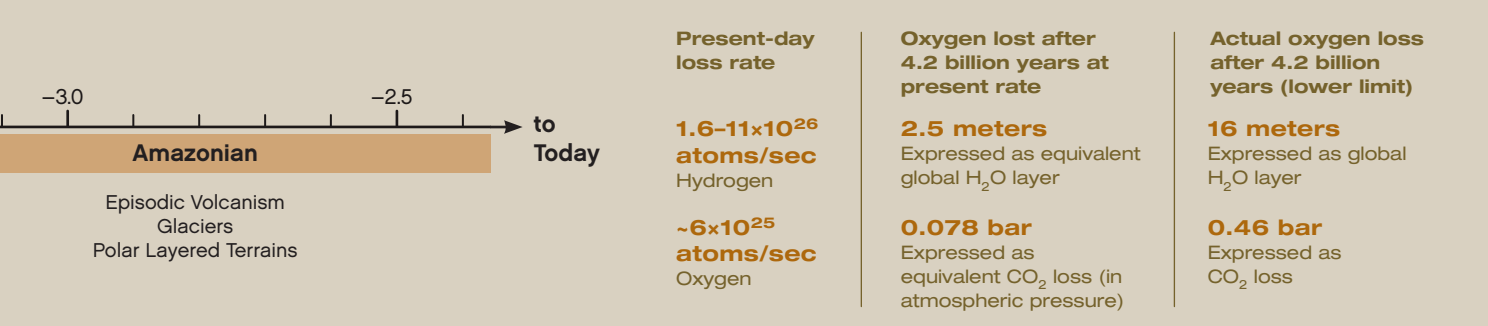 −3.0
−2.5
to
Today
Amazonian
Episodic Volcanism
Glaciers
Polar Layered Terrains
Present-day
loss rate
1.6–11×10²⁶
atoms/sec
Hydrogen
~6×10²⁵
atoms/sec
Oxygen
Oxygen lost after
4.2 billion years at
present rate
2.5 meters
Expressed as equivalent
global H₂O layer
0.078 bar
Expressed as
equivalent CO₂ loss (in
atmospheric pressure)
Actual oxygen loss
after 4.2 billion
years (lower limit)
16 meters
Expressed as global
H₂O layer
0.46 bar
Expressed as
CO₂ loss